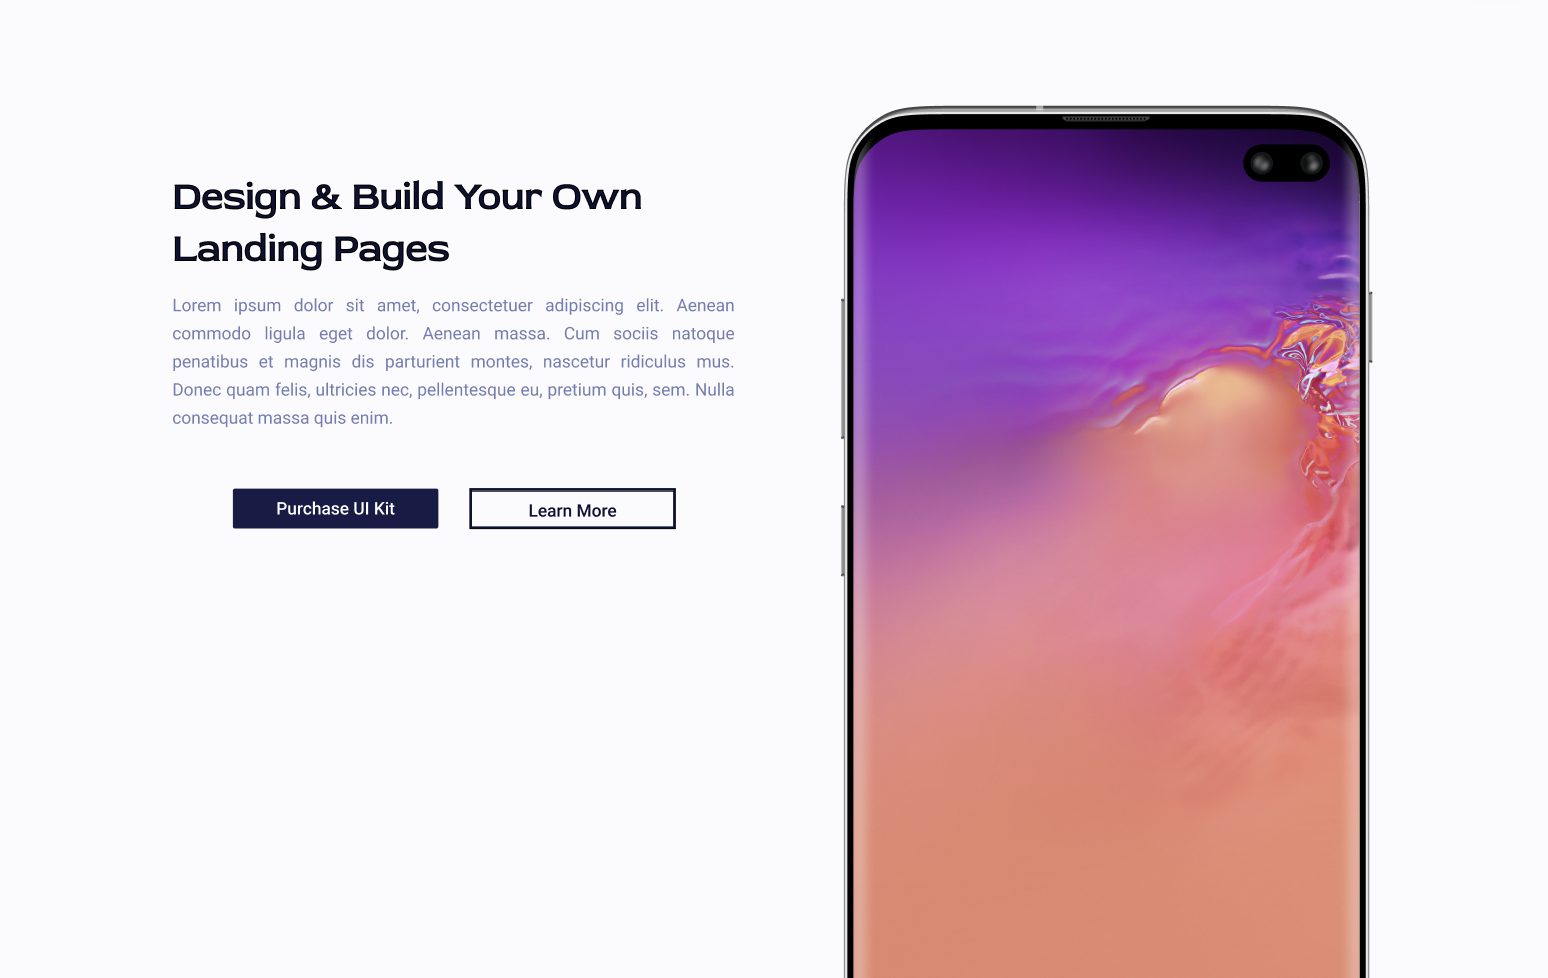 Design & Build Your Own
Landing Pages
Lorem ipsum dolor sit amet, consectetuer adipiscing elit. Aenean
commodo ligula eget dolor. Aenean massa. Cum sociis natoque
penatibus et magnis dis parturient montes, nascetur ridiculus mus.
Donec quam felis, ultricies nec, pellentesque eu, pretium quis, sem. Nulla
consequat massa quis enim.
Purchase UI Kit
Learn More